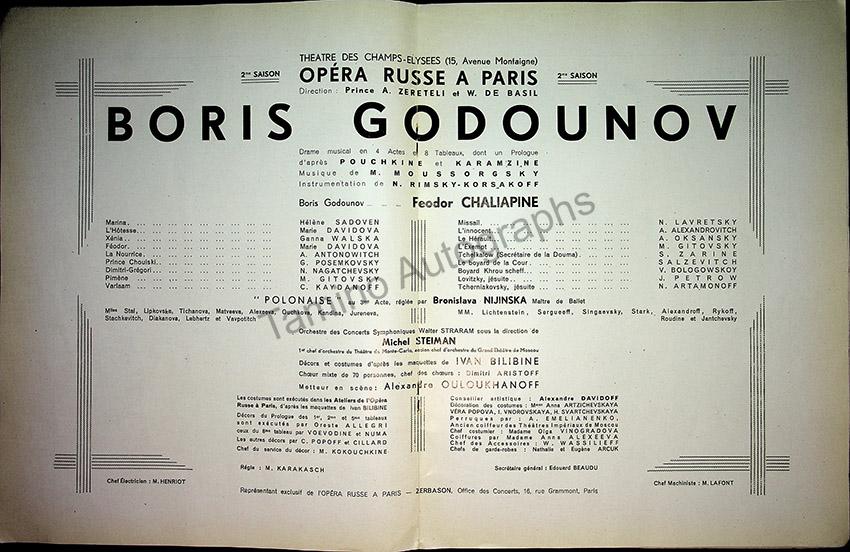 THEATRE DES CHAMPS-ELYSEES (15, Avenue Montaigne)
2me SAISON OPÉRA RUSSE A PARIS 2me SAISON
Direction : Prince A. ZERETELI et W. DE BASIL
BORIS GODOUNOV
Drame musical en 4 Actes et 8 Tableaux, dont un Prologue
d'après POUCHKINE et KARAMZINE
Musique de M. MOUSSORGSKY
Instrumentation de N. RIMSKY-KORSAKOFF
Boris Godounov Feodor CHALIAPINE
Marina Hélène SADOVEN
L'Hôtesse Marie DAVIDOVA
Xénia Ganna WALSKA
Féodor Marie DAVIDOVA
La Nourrice A. ANTONOWITCH
Prince Chouiski G. POSEMKOVSKY
Dimitri-Grégori N. NAGATCHEVSKY
Pimène M. GITOVSKY
Varlaam C. KAYDANOFF
Missaïl N. LAVRETSKY
L'innocent A. ALEXANDROVITCH
Le A. OKSANSKY
L'Exempt M. GITOVSKY
Tchelkalow (Secrétaire de la Douma) S. ZARINE
Le boyard de la Cour SALZEVITCH
Boyard Khrouscheff V. BOLOGOWSKOY
Lovitzky, jésuite J. PETROW
Tcherniakovsky, jésuite N. ARTAMONOFF
"POLONAISE" au Acte, réglée par Bronislava NIJINSKA Maître de Ballet
Mlles Stal, Lipkovska, Tichanova, Matveeva, Alexeeva, Ouchkova, Kandina, Jureneva,
Stachkevitch, Diakanova, Lebhertz et Vavpotitch
MM. Lichtenstein, Sergueeff, Singaevsky, Stark, Alexandroff, Rykoff,
Roudine et Jantchevsky
Orchestre des Concerts Symphoniques Walter STRARAM sous la direction de
Michel STEIMAN
1er chef d'orchestre du Théâtre de Monte-Carlo, ancien chef d'orchestre du Grand Théâtre de Moscou
Décors et costumes d'après les maquettes de IVAN BILIBINE
Chœur mixte de 70 personnes, chef des chœurs : Dimitri ARISTOFF
Metteur en scène : Alexandre OULOUKHANOFF
Les costumes sont exécutés dans les Ateliers de l'Opéra
Russe à Paris, d'après les maquettes de Ivan BILIBINE
Décors du Prologue des 1er, 2me et 5me tableaux
sont exécutés par Oreste ALLEGRI
ceux du 8me tableau par VOEVODINE et NUMA
Les autres décors par C. POPOFF et CILLARD
Chef du service du décor : M. KOKOUCHKINE
Conseiller artistique : Alexandre DAVIDOFF
Décoration des costumes : Mmes Anna ARTZICHEVSKAYA
VÉRA POPOVA, I. VNOROVSKAYA, H. SVARTCHEVSKAYA
Perruques par : A. EMELIANENKO,
Ancien coiffeur des Théâtres Impériaux de Moscou
Chef costumier : Madame Olga VINOGRADOVA
Coiffures par Madame Anna ALEXEEVA
Chef des Accessoires : W. WASSILIEFF
Chefs de garde-robes : Nathalie et Eugène ARCUK
Régie : M. KARAKASCH
Secrétaire général : Edouard BEAUDU
Chef Électricien : M. HENRIOT
Chef Machiniste : M. LAFONT
Représentant exclusif de l'OPÉRA RUSSE A PARIS — ZERBASON, Office des Concerts, 16, rue Grammont, Paris
Tamino Autographs